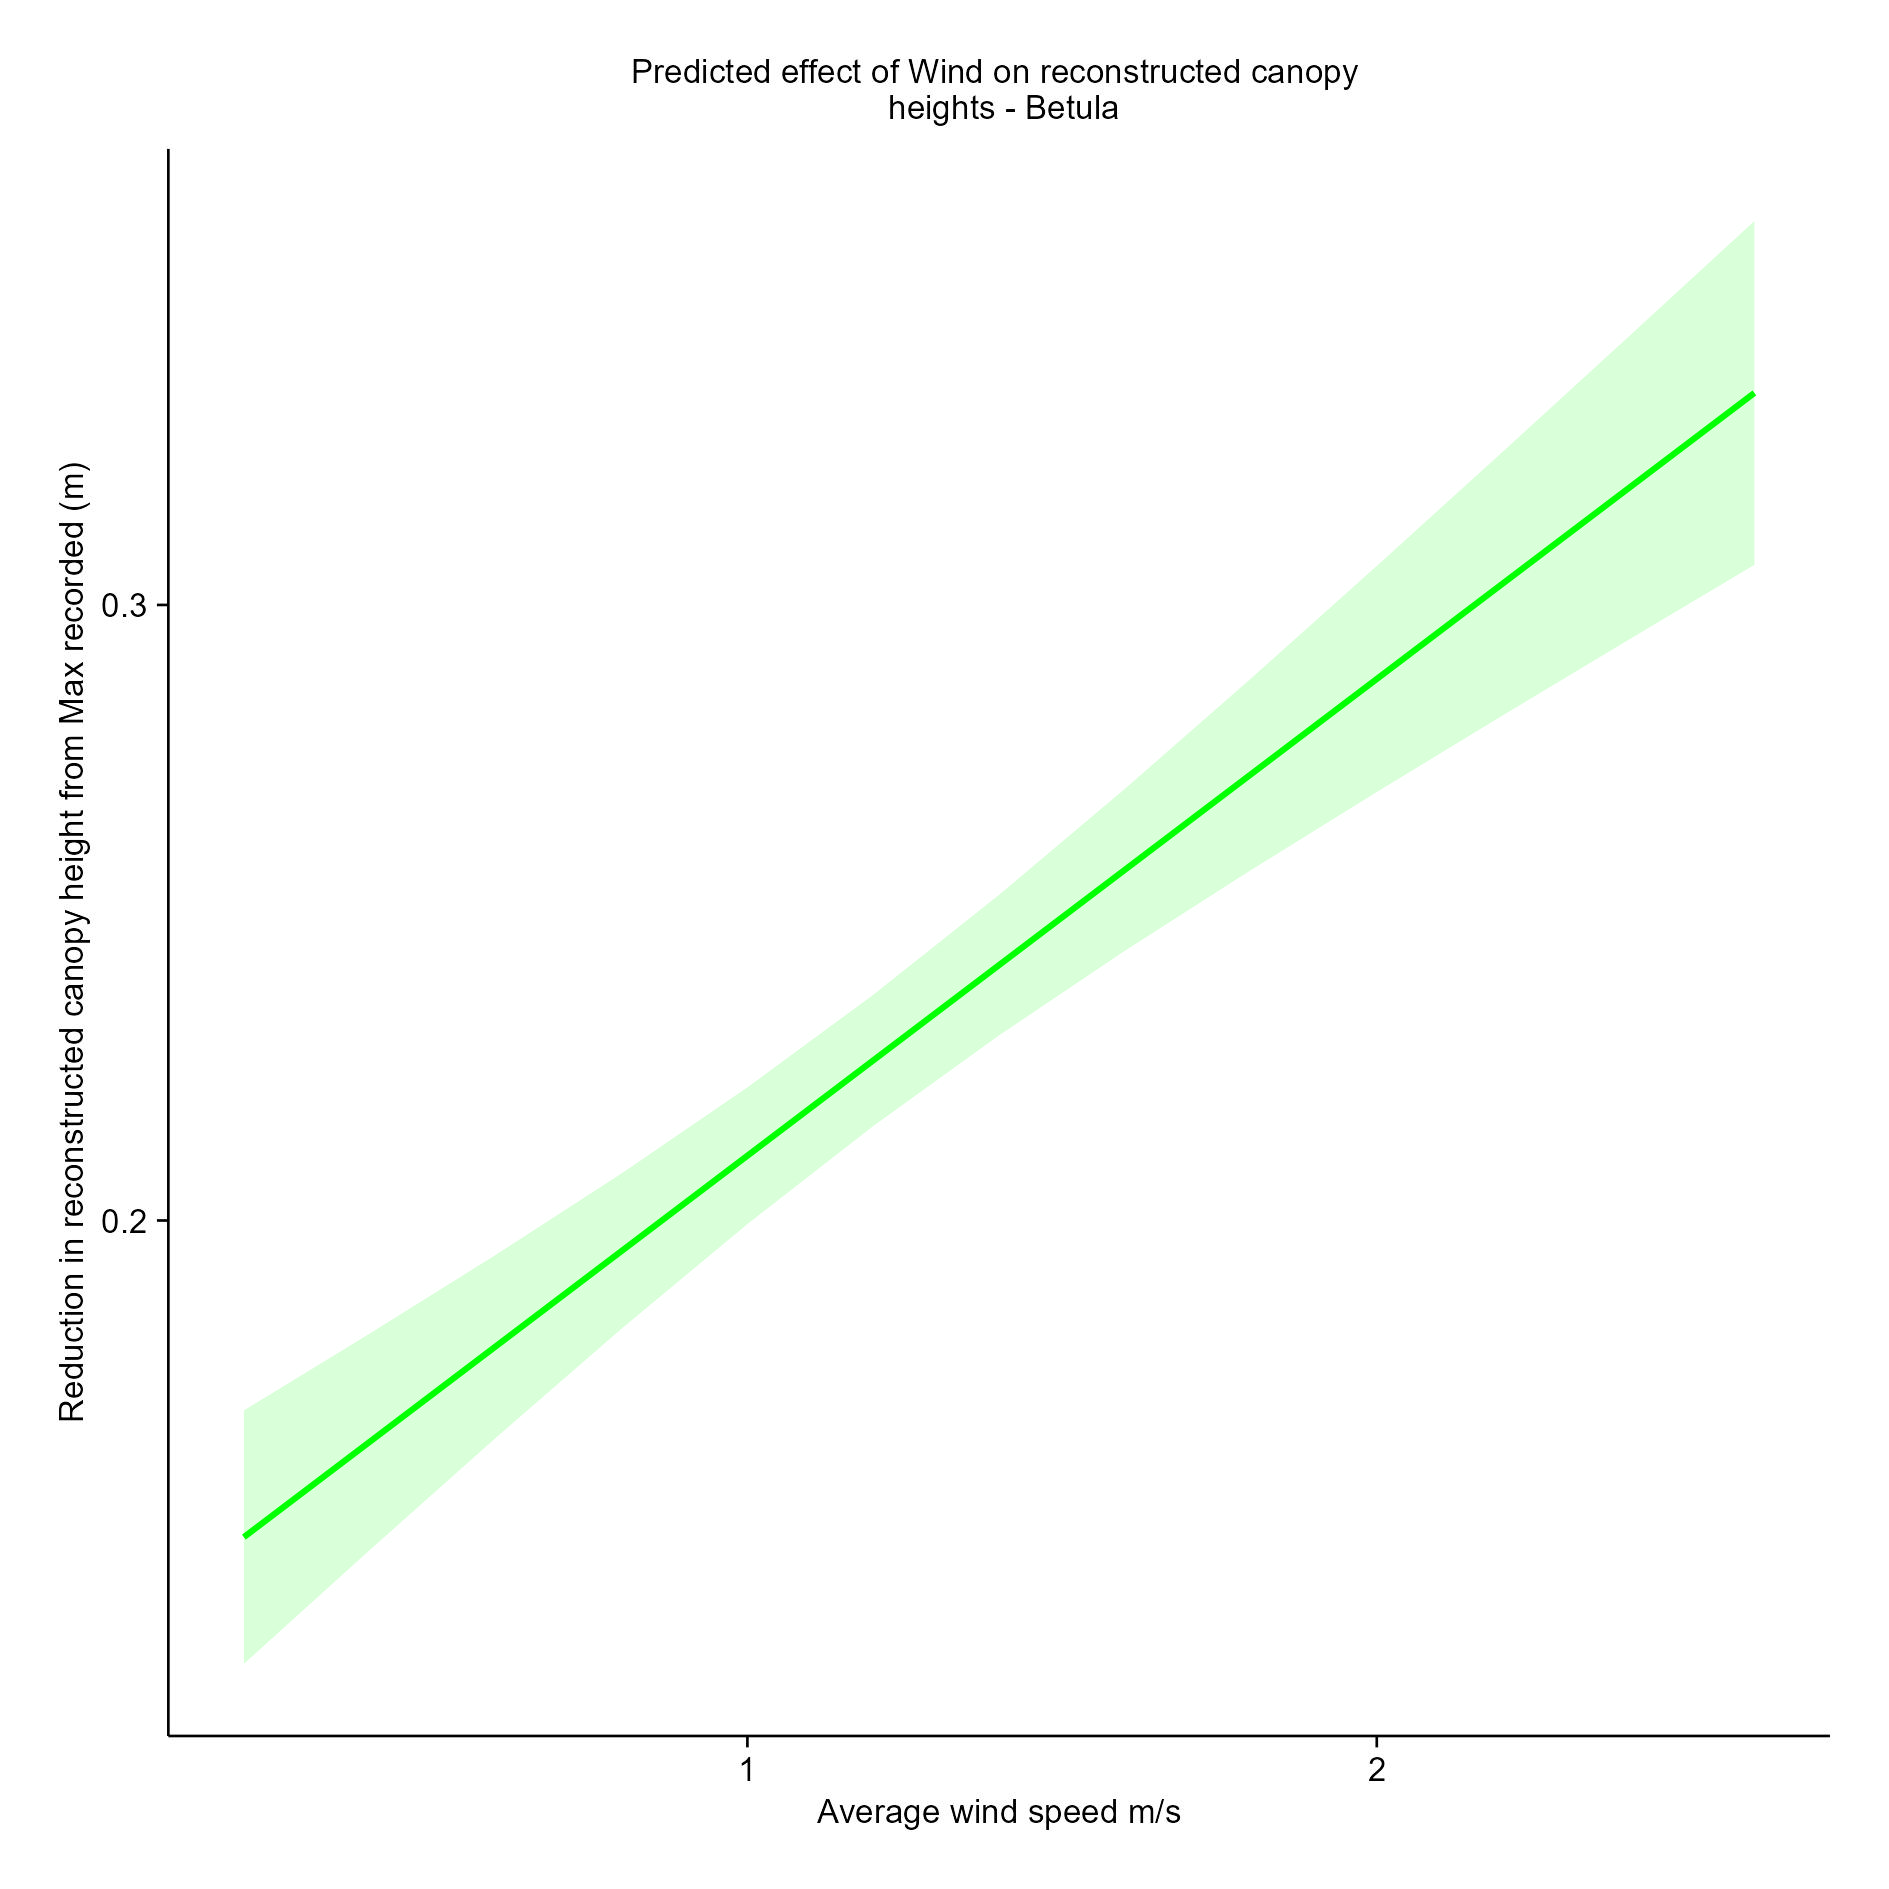 Predicted effect of Wind on reconstructed canopy
heights - Betula
Reduction in reconstructed canopy height from Max recorded (m)
0.3
0.2
1
2
Average wind speed m/s